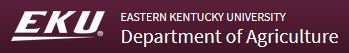 EKU®
EASTERN KENTUCKY UNIVERSITY
Department of Agriculture